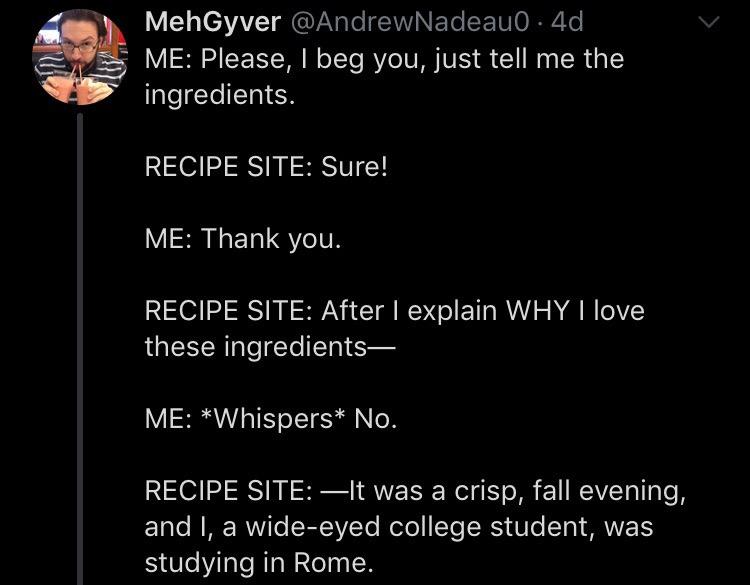 MehGyver @AndrewNadeau0 · 4d
ME: Please, I beg you, just tell me the
ingredients.
RECIPE SITE: Sure!
ME: Thank you.
RECIPE SITE: After I explain WHY I love
these ingredients—
ME: *Whispers* No.
RECIPE SITE: —It was a crisp, fall evening,
and I, a wide-eyed college student, was
studying in Rome.